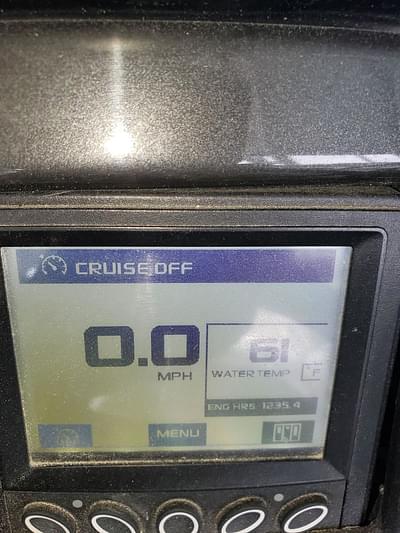 CRUISE OFF
0.0
MPH
61
WATER TEMP °F
ENG HRS 1235.4
MENU